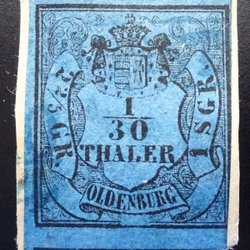 1
30
THALER
OLDENBURG
1 SGR.